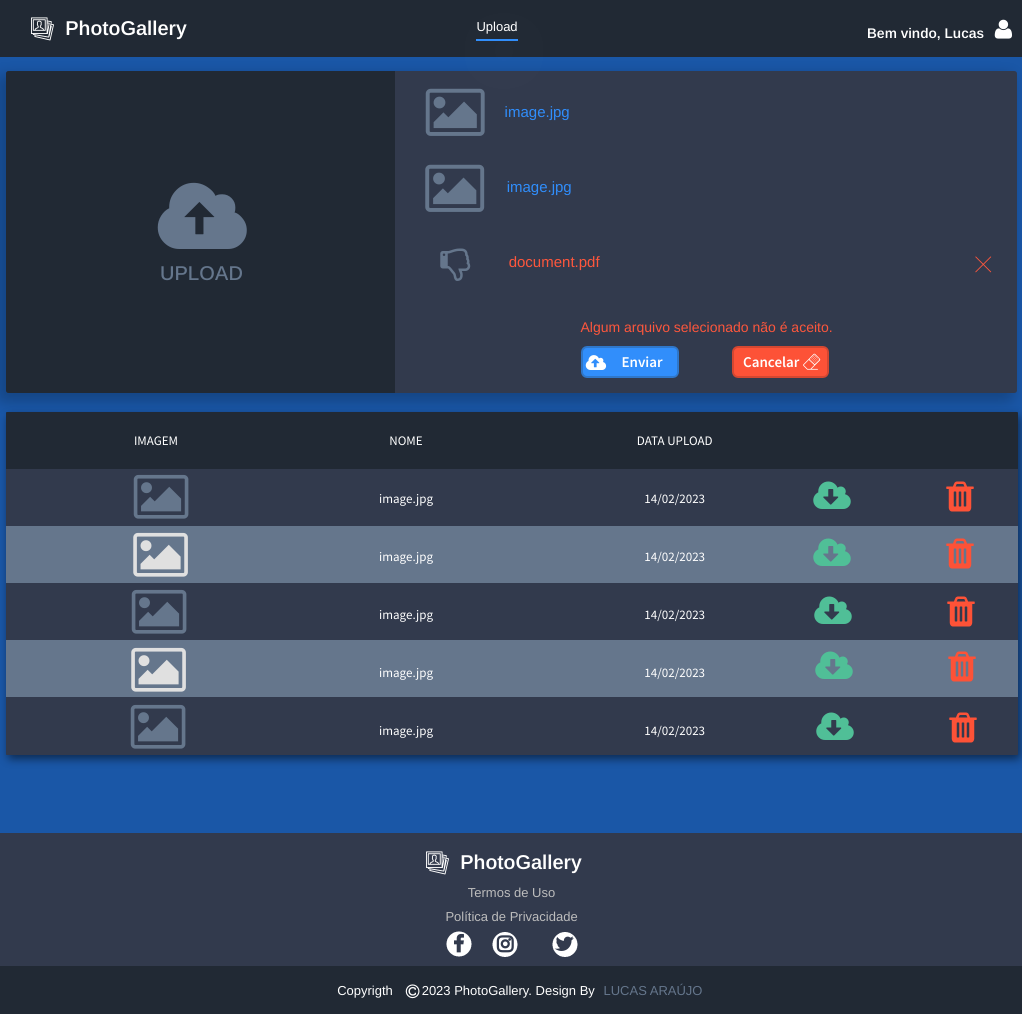 PhotoGallery
Upload
Bem vindo, Lucas
image.jpg
image.jpg
UPLOAD
document.pdf
Algum arquivo selecionado não é aceito.
Enviar
Cancelar
IMAGEM NOME DATA UPLOAD
image.jpg 14/02/2023
image.jpg 14/02/2023
image.jpg 14/02/2023
image.jpg 14/02/2023
image.jpg 14/02/2023
PhotoGallery
Termos de Uso
Política de Privacidade
Copyrigth © 2023 PhotoGallery. Design By LUCAS ARAÚJO